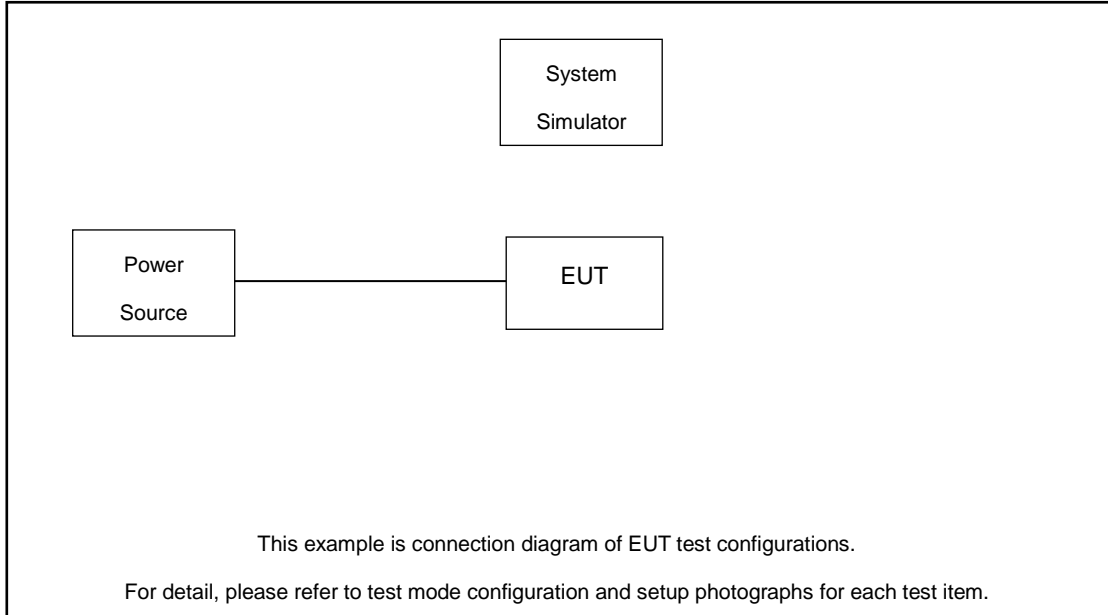 System
Simulator
Power
Source
EUT
This example is connection diagram of EUT test configurations.
For detail, please refer to test mode configuration and setup photographs for each test item.